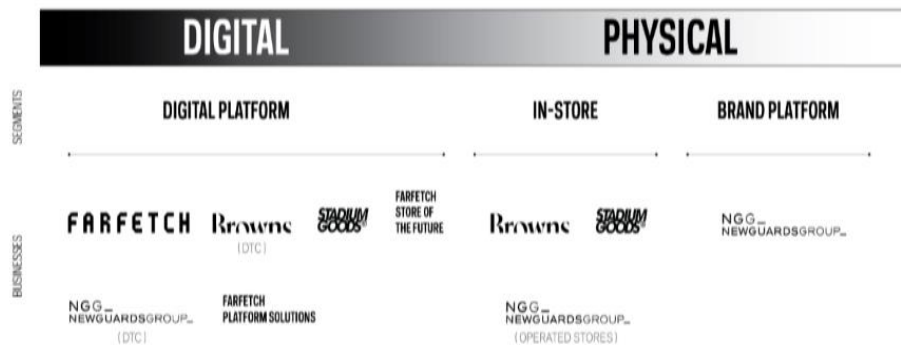 DIGITAL PHYSICAL
SEGMENTS
DIGITAL PLATFORM IN-STORE BRAND PLATFORM
BUSINESSES
FARFETCH
Browns
(DTC)
STADIUM
GOODS
FARFETCH
STORE OF
THE FUTURE
Browns
STADIUM
GOODS
NGG_
NEWGUARDSGROUP_
NGG_
NEWGUARDSGROUP_
(DTC)
FARFETCH
PLATFORM SOLUTIONS
NGG_
NEWGUARDSGROUP_
(OPERATED STORES)